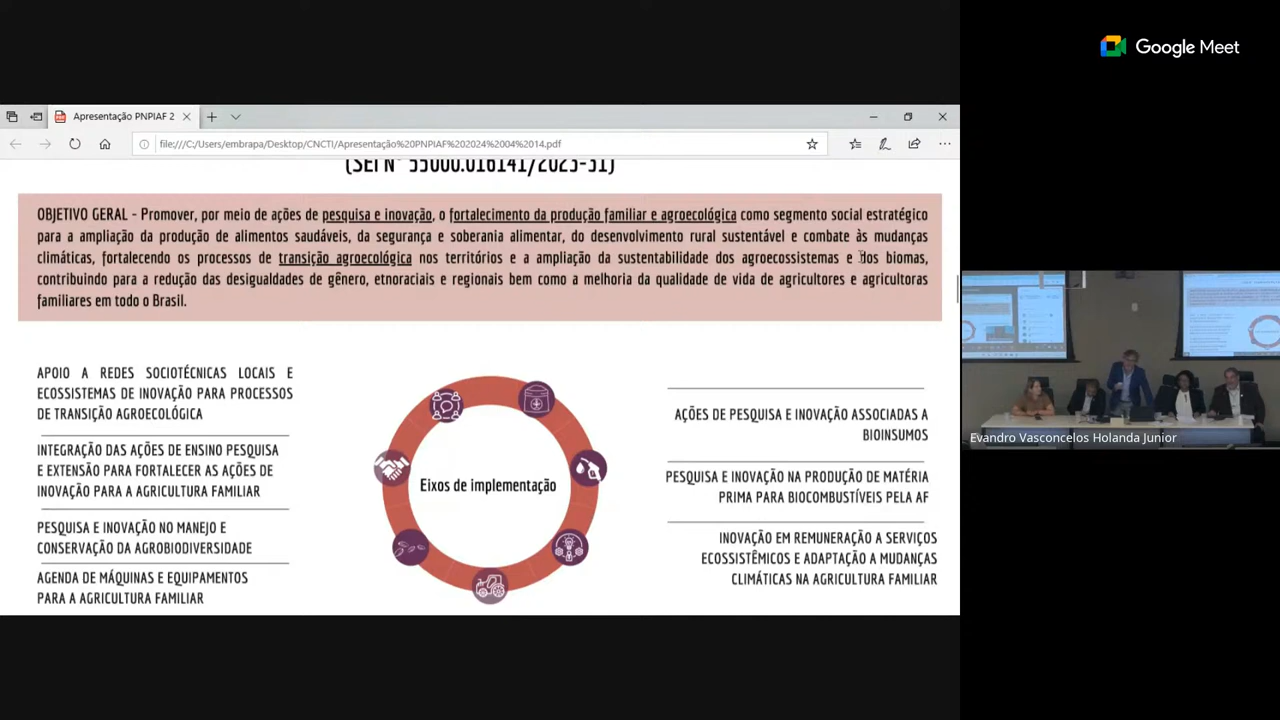 Google Meet
Apresentação PNPIAF 2
file:///C:/Users/embrapa/Desktop/CNCTI/Apresentação%20PNPIAF%202024%2004%2014.pdf
(SEI Nº 55000.016141/2023-31)
OBJETIVO GERAL - Promover, por meio de ações de pesquisa e inovação, o fortalecimento da produção familiar e agroecológica como segmento social estratégico
para a ampliação da produção de alimentos saudáveis, da segurança e soberania alimentar, do desenvolvimento rural sustentável e combate às mudanças
climáticas, fortalecendo os processos de transição agroecológica nos territórios e a ampliação da sustentabilidade dos agroecossistemas e dos biomas,
contribuindo para a redução das desigualdades de gênero, etnoraciais e regionais bem como a melhoria da qualidade de vida de agricultores e agricultoras
familiares em todo o Brasil.
APOIO A REDES SOCIOTÉCNICAS LOCAIS E
ECOSSISTEMAS DE INOVAÇÃO PARA PROCESSOS
DE TRANSIÇÃO AGROECOLÓGICA
INTEGRAÇÃO DAS AÇÕES DE ENSINO PESQUISA
E EXTENSÃO PARA FORTALECER AS AÇÕES DE
INOVAÇÃO PARA A AGRICULTURA FAMILIAR
PESQUISA E INOVAÇÃO NO MANEJO E
CONSERVAÇÃO DA AGROBIODIVERSIDADE
AGENDA DE MÁQUINAS E EQUIPAMENTOS
PARA A AGRICULTURA FAMILIAR
Eixos de implementação
AÇÕES DE PESQUISA E INOVAÇÃO ASSOCIADAS A
BIOINSUMOS
PESQUISA E INOVAÇÃO NA PRODUÇÃO DE MATÉRIA
PRIMA PARA BIOCOMBUSTÍVEIS PELA AF
INOVAÇÃO EM REMUNERAÇÃO A SERVIÇOS
ECOSSISTÊMICOS E ADAPTAÇÃO A MUDANÇAS
CLIMÁTICAS NA AGRICULTURA FAMILIAR
Evandro Vasconcelos Holanda Junior